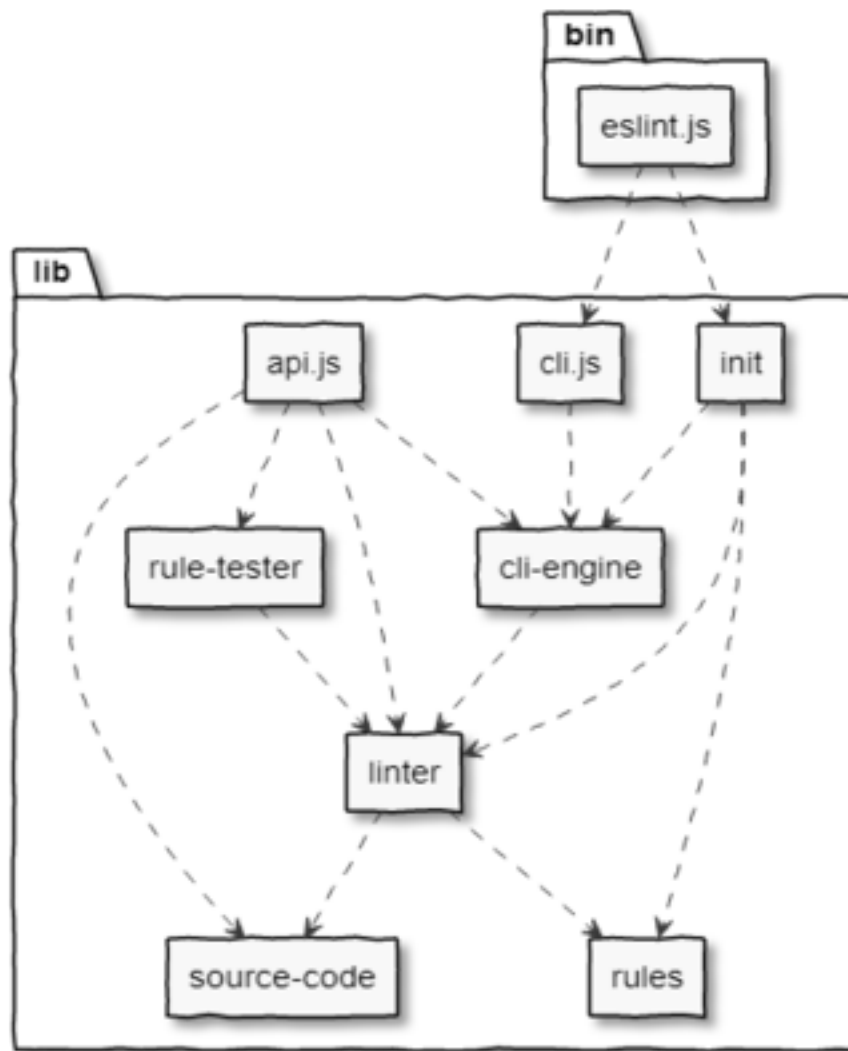 bin
eslint.js
lib
api.js
cli.js
init
rule-tester
cli-engine
linter
source-code
rules